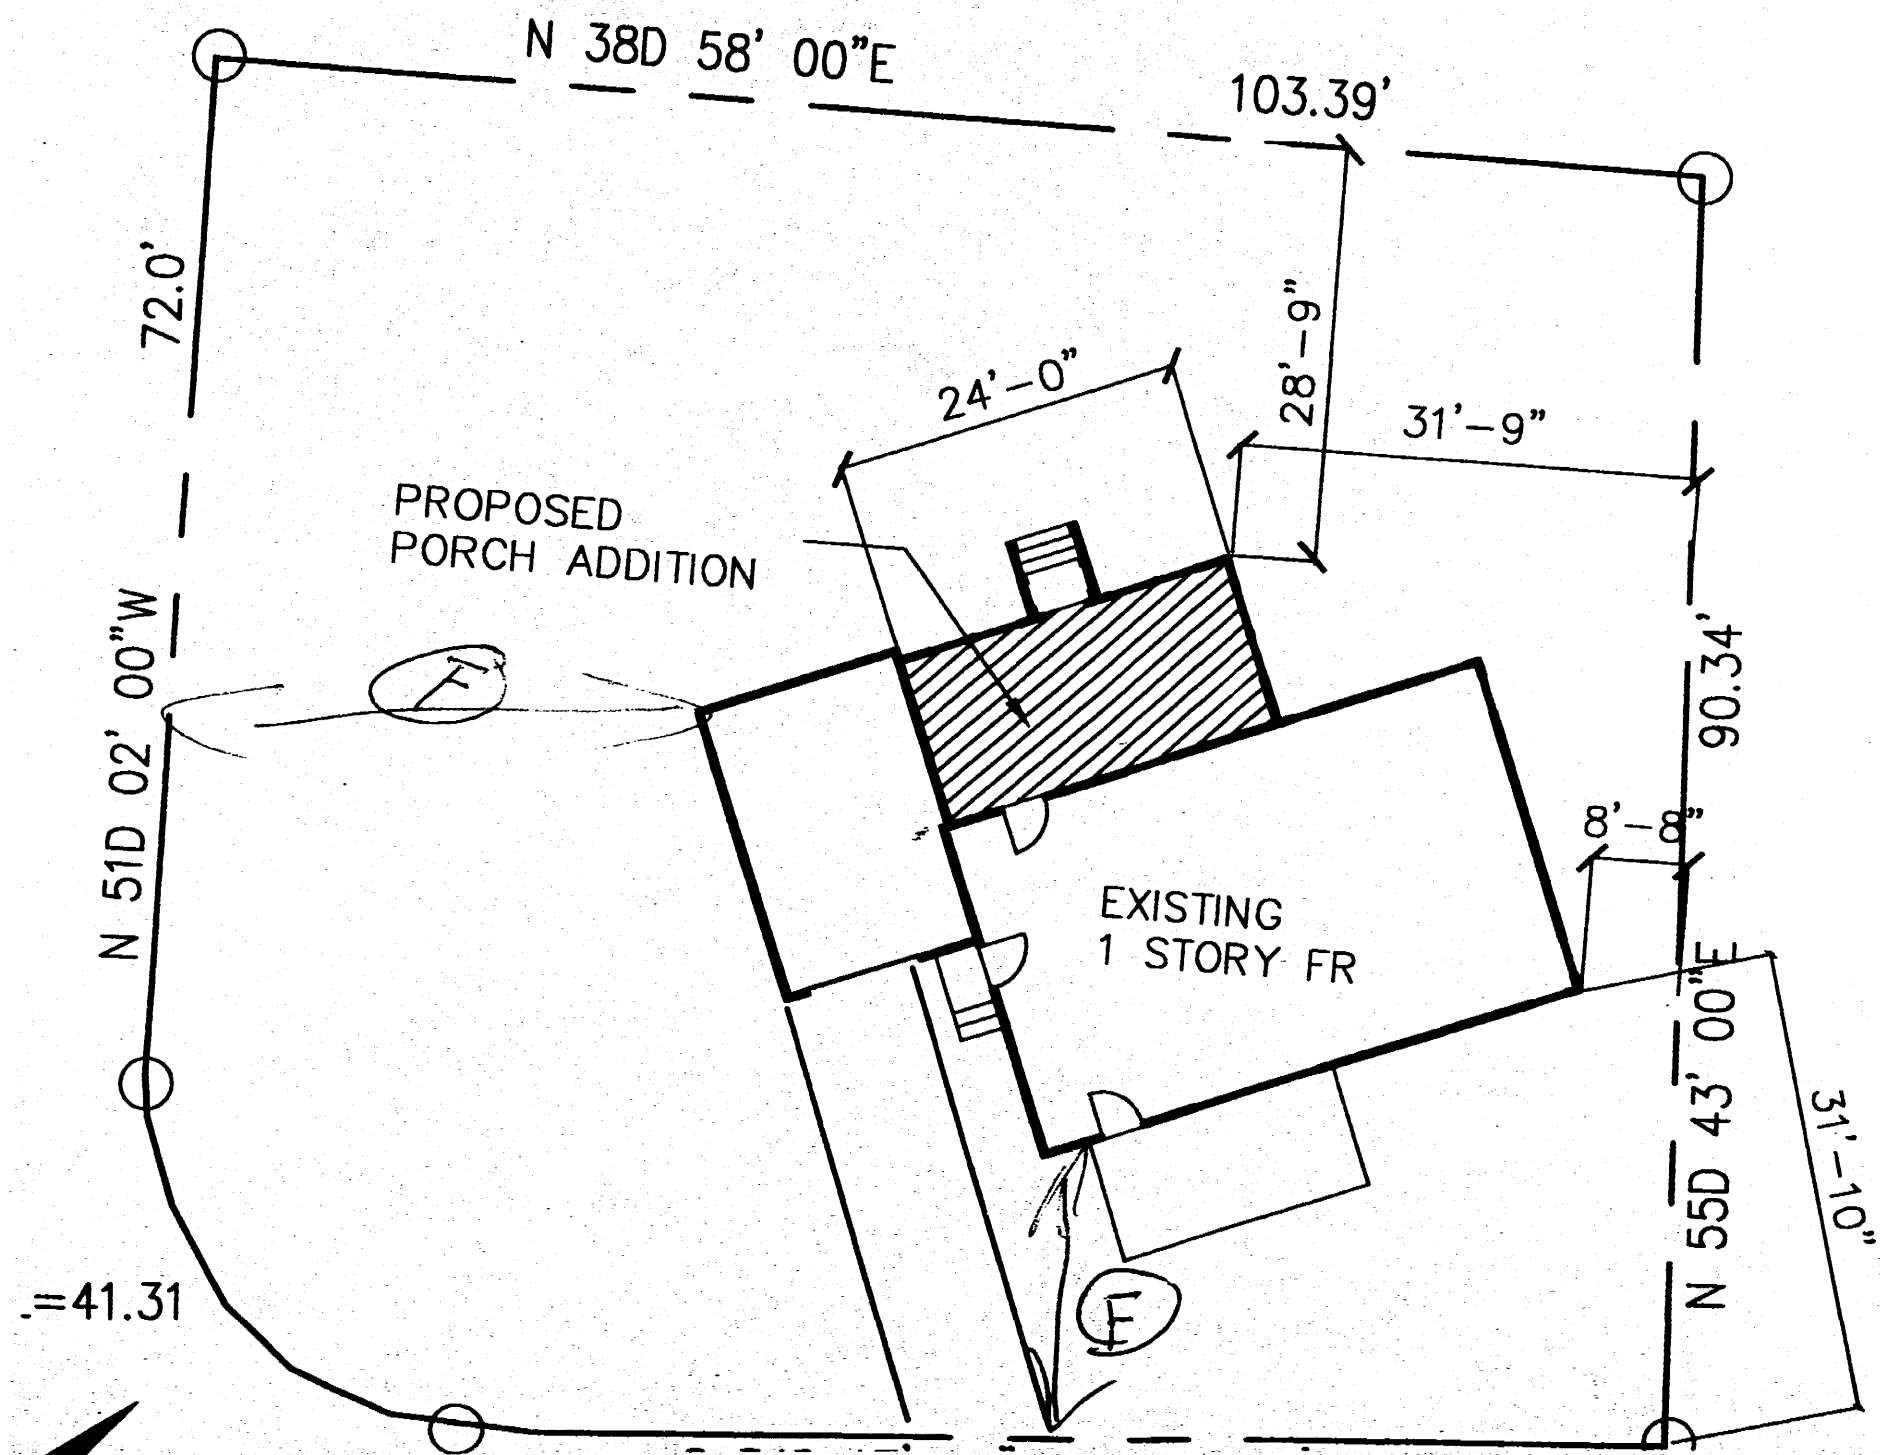 N 38D 58' 00"E
103.39'
72.0'
28'-9"
24'-0"
31'-9"
PROPOSED
PORCH ADDITION
N 51D 02' 00"W
F
90.34'
8'-8"
EXISTING
1 STORY FR
N 55D 43' 00"E
31'-10"
=41.31
F